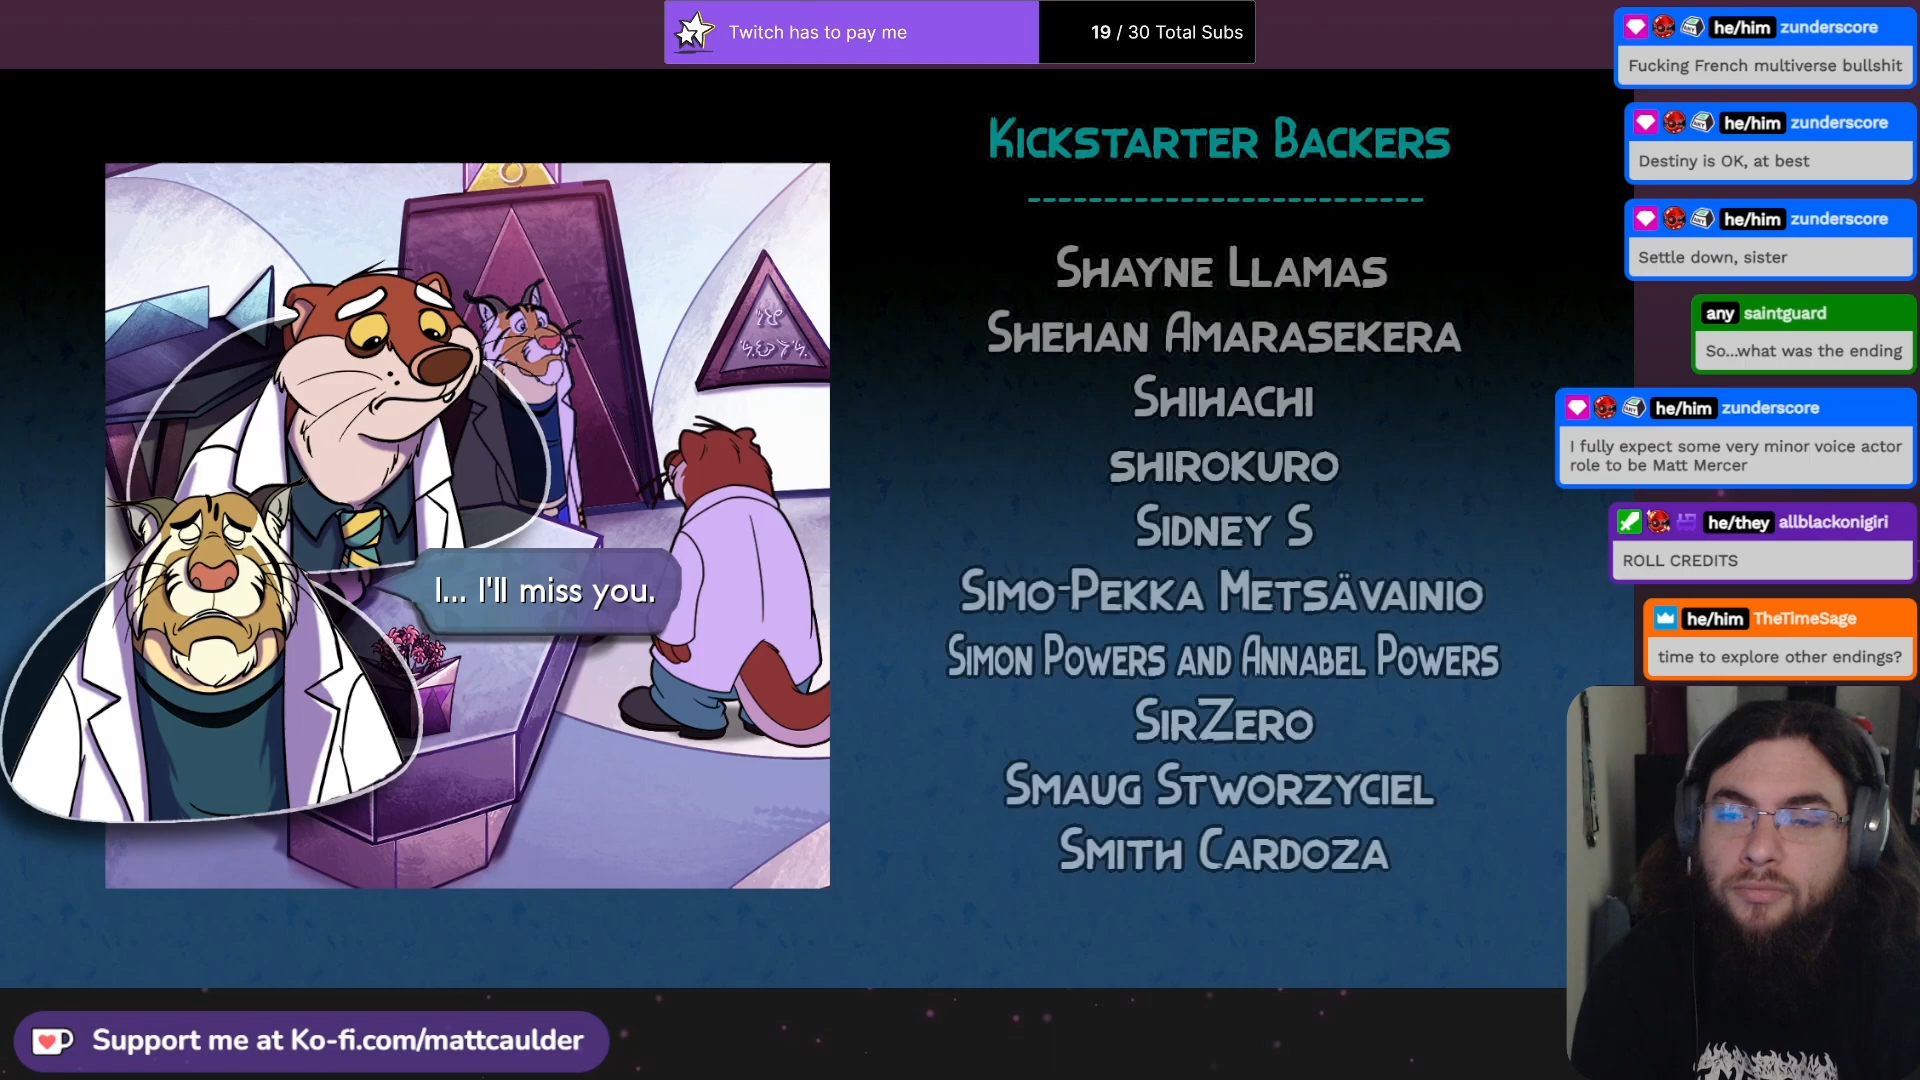 Twitch has to pay me
19 / 30 Total Subs
Kickstarter Backers
--------------------------
Shayne Llamas
Shehan Amarasekera
Shihachi
shirokuro
Sidney S
Simo-Pekka Metsävainio
Simon Powers and Annabel Powers
SirZero
Smaug Stworzyciel
Smith Cardoza
I... I'll miss you.
he/him zunderscore
Fucking French multiverse bullshit
he/him zunderscore
Destiny is OK, at best
he/him zunderscore
Settle down, sister
any saintguard
So...what was the ending
he/him zunderscore
I fully expect some very minor voice actor
role to be Matt Mercer
he/they allblackonigiri
ROLL CREDITS
he/him TheTimeSage
time to explore other endings?
Support me at Ko-fi.com/mattcaulder